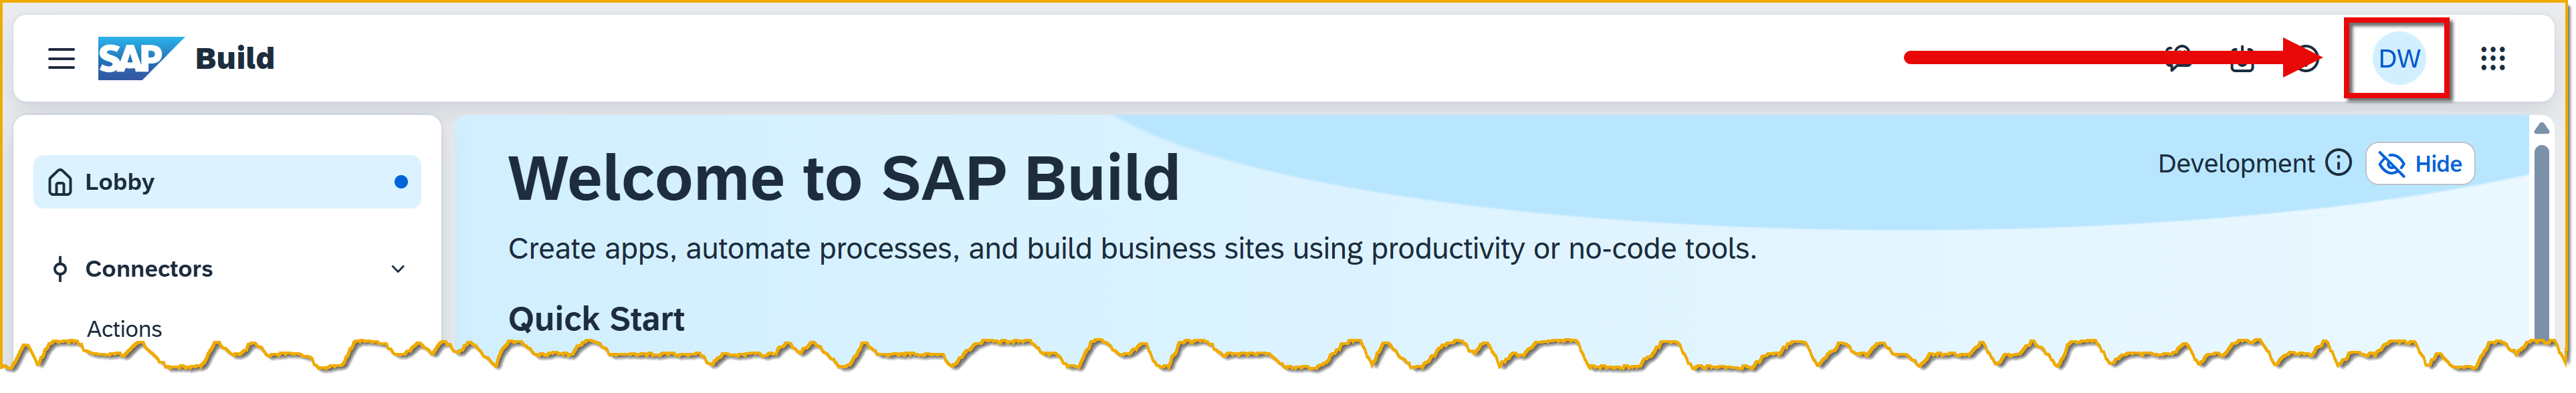 SAP Build
DW
Lobby
Connectors
Actions
Welcome to SAP Build
Development
Hide
Create apps, automate processes, and build business sites using productivity or no-code tools.
Quick Start